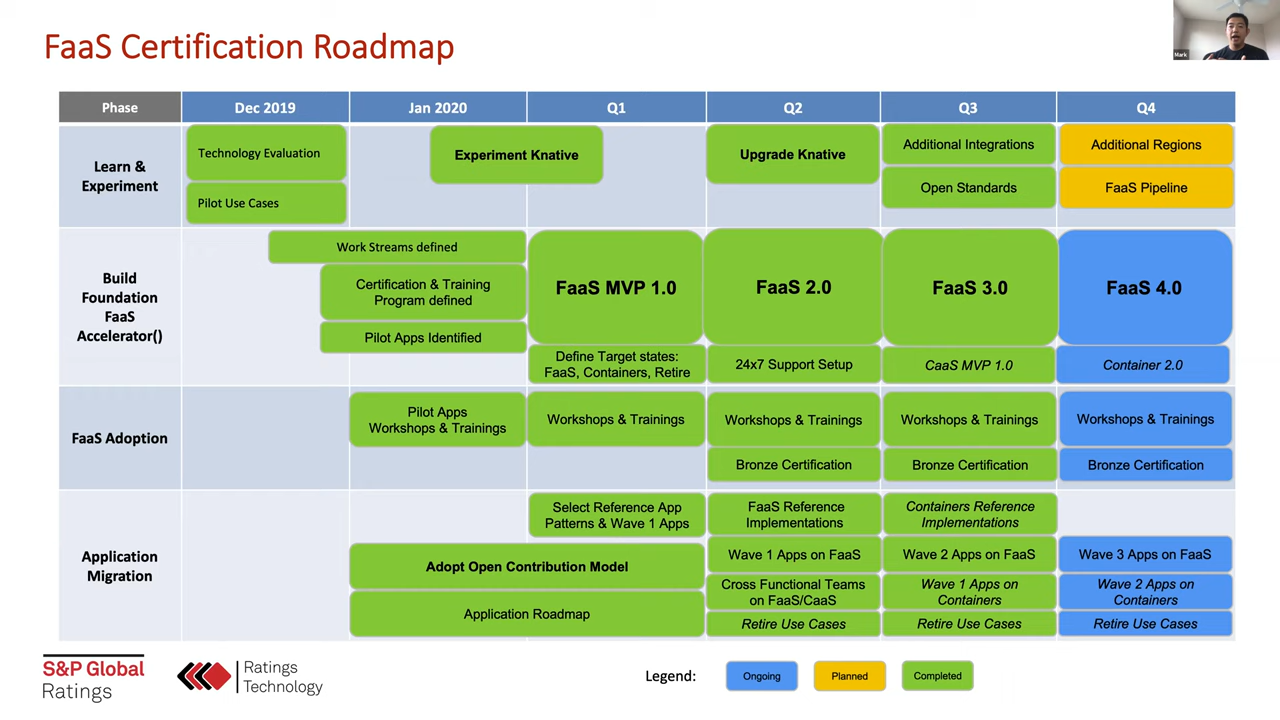 FaaS Certification Roadmap
Mark
Phase
Dec 2019
Jan 2020
Q1
Q2
Q3
Q4
Learn &
Experiment
Technology Evaluation
Pilot Use Cases
Experiment Knative
Upgrade Knative
Additional Integrations
Open Standards
Additional Regions
FaaS Pipeline
Build
Foundation
FaaS
Accelerator()
Work Streams defined
Certification & Training
Program defined
Pilot Apps Identified
FaaS MVP 1.0
Define Target states:
FaaS, Containers, Retire
FaaS 2.0
24x7 Support Setup
FaaS 3.0
CaaS MVP 1.0
FaaS 4.0
Container 2.0
FaaS Adoption
Pilot Apps
Workshops & Trainings
Workshops & Trainings
Workshops & Trainings
Bronze Certification
Workshops & Trainings
Bronze Certification
Workshops & Trainings
Bronze Certification
Application
Migration
Select Reference App
Patterns & Wave 1 Apps
Adopt Open Contribution Model
Application Roadmap
FaaS Reference
Implementations
Wave 1 Apps on FaaS
Cross Functional Teams
on FaaS/CaaS
Retire Use Cases
Containers Reference
Implementations
Wave 2 Apps on FaaS
Wave 1 Apps on
Containers
Retire Use Cases
Wave 3 Apps on FaaS
Wave 2 Apps on
Containers
Retire Use Cases
S&P Global
Ratings
Ratings
Technology
Legend:
Ongoing
Planned
Completed